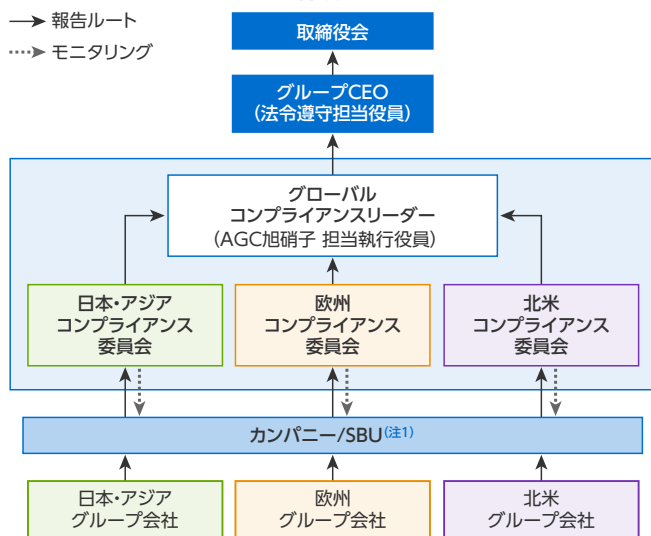 報告ルート
モニタリング
取締役会
グループCEO
（法令遵守担当役員）
グローバル
コンプライアンスリーダー
（AGC旭硝子 担当執行役員）
日本・アジア
コンプライアンス
委員会
欧州
コンプライアンス
委員会
北米
コンプライアンス
委員会
カンパニー/SBU(注1)
日本・アジア
グループ会社
欧州
グループ会社
北米
グループ会社